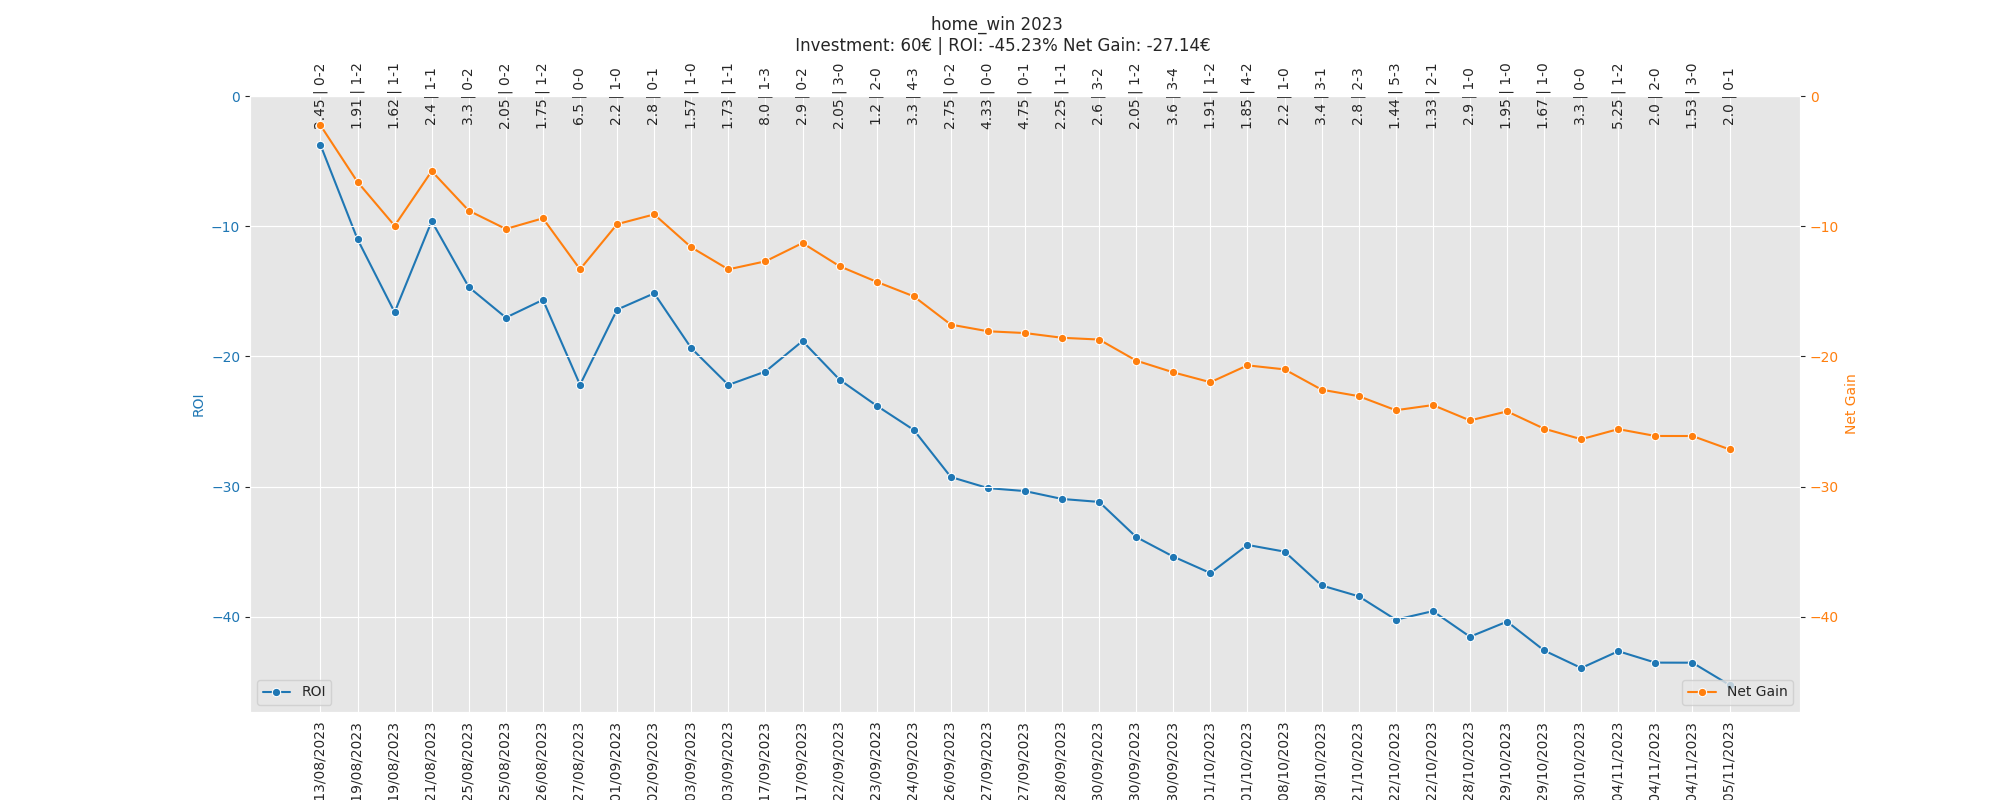 home_win 2023
Investment: 60€ | ROI: -45.23% Net Gain: -27.14€
1.91 | 1-2
1.62 | 1-1
2.4 | 1-1
3.3 | 0-2
2.05 | 0-2
1.75 | 1-2
6.5 | 0-0
2.2 | 1-0
2.8 | 0-1
1.57 | 1-0
1.73 | 1-1
8.0 | 1-3
2.9 | 0-2
2.05 | 3-0
1.2 | 2-0
3.3 | 4-3
2.75 | 0-2
4.33 | 0-0
4.75 | 0-1
2.25 | 1-1
2.6 | 3-2
2.05 | 1-2
3.6 | 3-4
1.91 | 1-2
1.85 | 4-2
2.2 | 1-0
3.4 | 3-1
2.8 | 2-3
1.44 | 5-3
1.33 | 2-1
2.9 | 1-0
1.95 | 1-0
1.67 | 1-0
3.3 | 0-0
5.25 | 1-2
2.0 | 2-0
1.53 | 3-0
2.0 | 0-1
0
−10
−20
−30
−40
ROI
0
−10
−20
−30
−40
Net Gain
ROI
Net Gain
13/08/2023
19/08/2023
19/08/2023
21/08/2023
25/08/2023
25/08/2023
26/08/2023
27/08/2023
01/09/2023
02/09/2023
03/09/2023
03/09/2023
17/09/2023
17/09/2023
22/09/2023
23/09/2023
24/09/2023
26/09/2023
27/09/2023
27/09/2023
28/09/2023
30/09/2023
30/09/2023
30/09/2023
01/10/2023
01/10/2023
08/10/2023
08/10/2023
21/10/2023
22/10/2023
22/10/2023
28/10/2023
29/10/2023
29/10/2023
30/10/2023
04/11/2023
04/11/2023
04/11/2023
05/11/2023